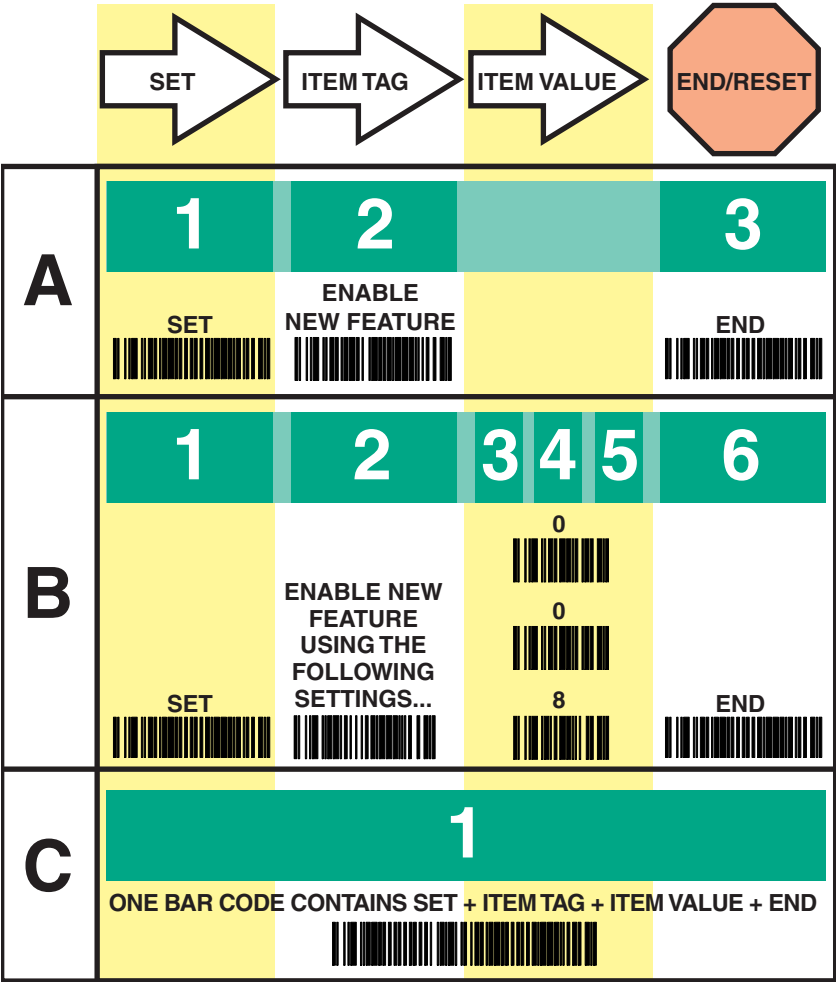 SET
ITEM TAG
ITEM VALUE
END/RESET
A
1
2
3
SET
ENABLE
NEW FEATURE
END
B
1
2
3
4
5
6
SET
ENABLE NEW
FEATURE
USING THE
FOLLOWING
SETTINGS...
0
0
8
END
C
1
ONE BAR CODE CONTAINS SET + ITEM TAG + ITEM VALUE + END